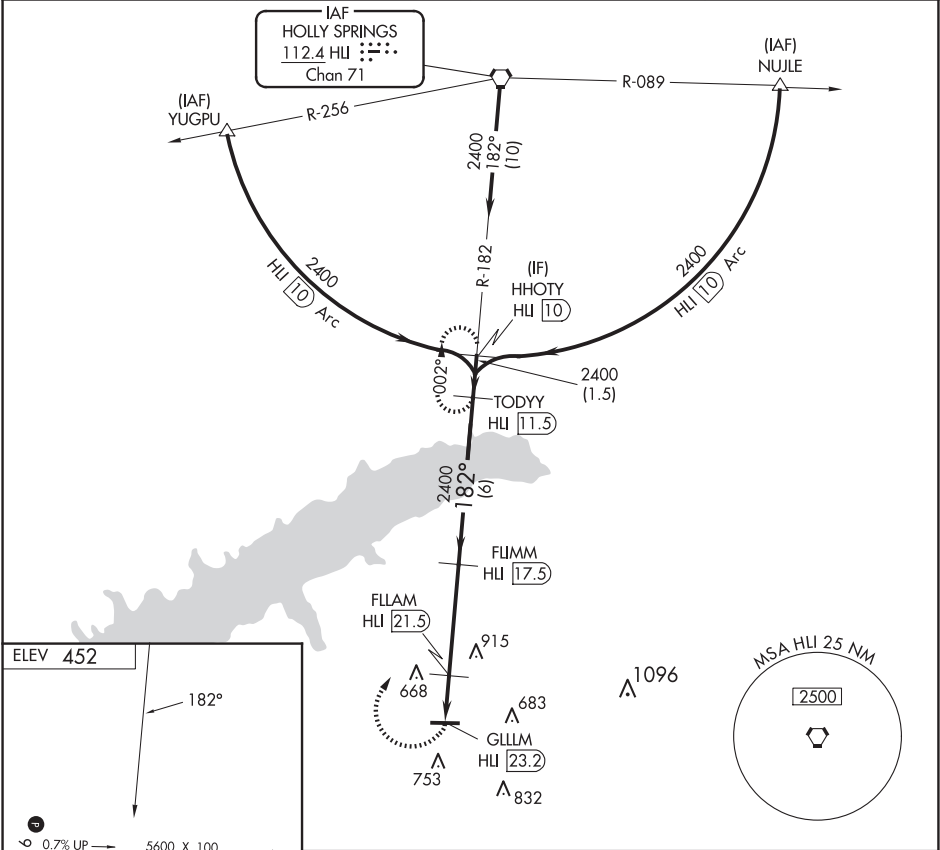 IAF
HOLLY SPRINGS
112.4 HLI
Chan 71
(IAF)
NUJLE
R-089
(IAF)
YUGPU
R-256
2400
182°
(10)
R-182
2400
HLI 10 Arc
2400
HLI 10 Arc
(IF)
HHOTY
HLI 10
002°
2400
(1.5)
TODYY
HLI 11.5
2400
182°
(6)
FLIMM
HLI 17.5
FLLAM
HLI 21.5
915
668
1096
683
GLLLM
HLI 23.2
753
832
MSA HLI 25 NM
2500
ELEV 452
182°
P
9
0.7% UP
5600 X 100